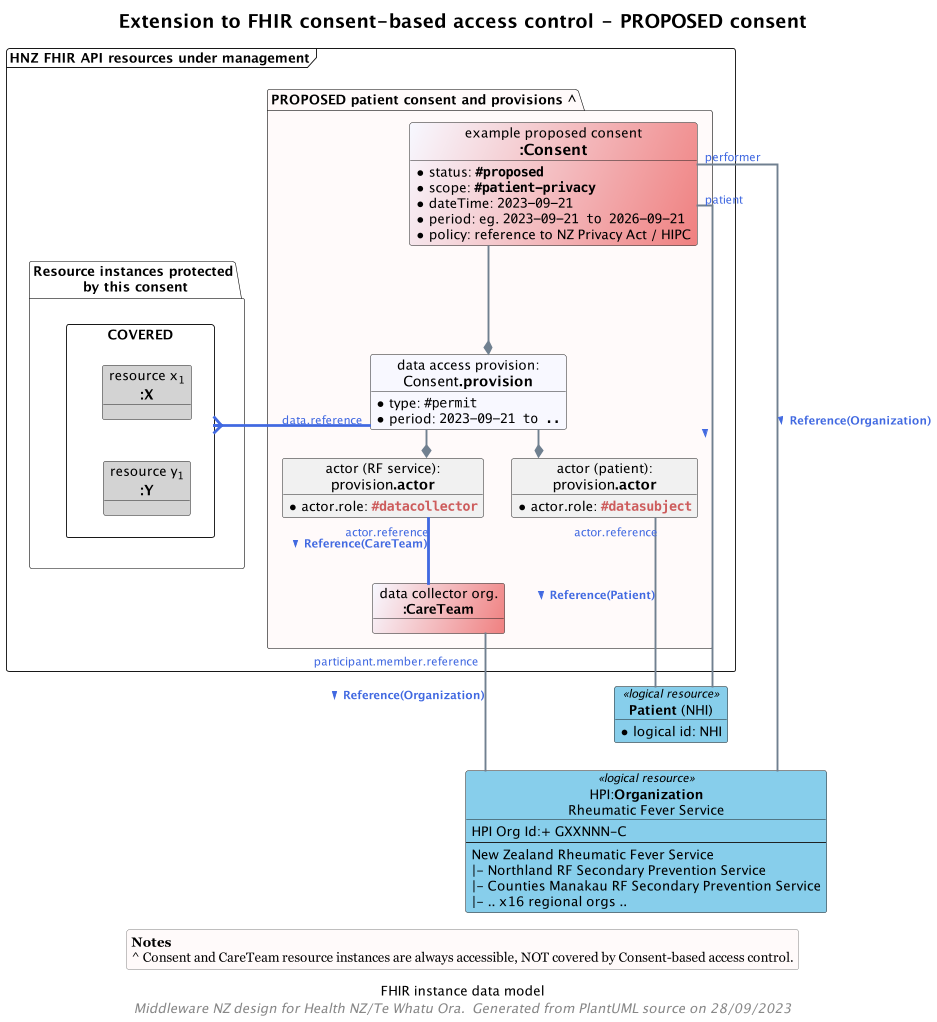 Extension to FHIR consent-based access control - PROPOSED consent
HNZ FHIR API resources under management
PROPOSED patient consent and provisions ^
example proposed consent
:Consent
• status: #proposed
• scope: #patient-privacy
• dateTime: 2023-09-21
• period: eg. 2023-09-21 to 2026-09-21
• policy: reference to NZ Privacy Act / HIPC
performer
patient
Resource instances protected
by this consent
COVERED
resource x1
:X
resource y1
:Y
data access provision:
Consent.provision
• type: #permit
• period: 2023-09-21 to ..
data.reference
Reference(Organization)
actor (RF service):
provision.actor
• actor.role: #datacollector
actor (patient):
provision.actor
• actor.role: #datasubject
actor.reference
Reference(CareTeam)
actor.reference
Reference(Patient)
data collector org.
:CareTeam
participant.member.reference
Reference(Organization)
«logical resource»
Patient (NHI)
• logical id: NHI
«logical resource»
HPI:Organization
Rheumatic Fever Service
HPI Org Id:+ GXXNNN-C
New Zealand Rheumatic Fever Service
|- Northland RF Secondary Prevention Service
|- Counties Manakau RF Secondary Prevention Service
|- .. x16 regional orgs ..
Notes
^ Consent and CareTeam resource instances are always accessible, NOT covered by Consent-based access control.
FHIR instance data model
Middleware NZ design for Health NZ/Te Whatu Ora. Generated from PlantUML source on 28/09/2023